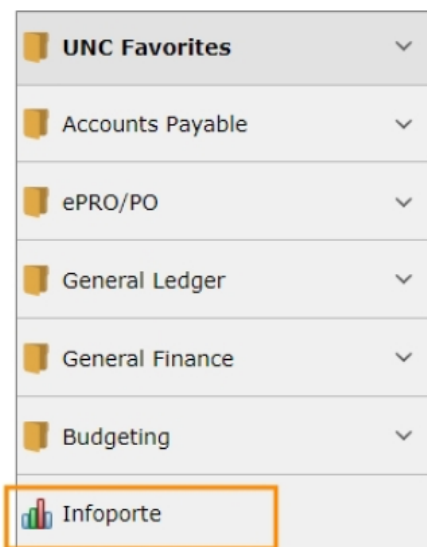 UNC Favorites
Accounts Payable
ePRO/PO
General Ledger
General Finance
Budgeting
Infoporte